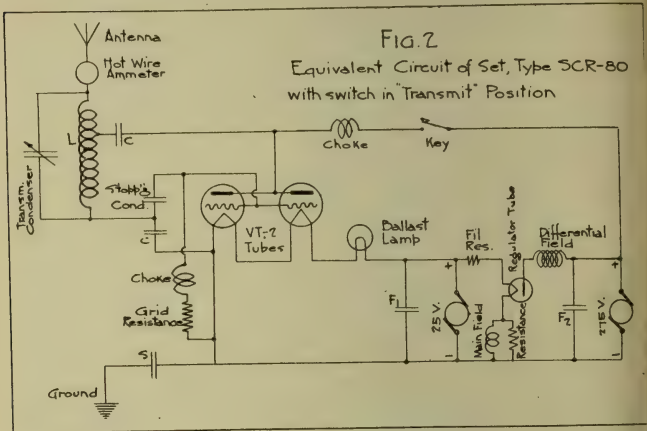 Antenna
Hot Wire
Ammeter
FIG. 2
Equivalent Circuit of Set, Type SCR-80
with switch in "Transmit" Position
L
C
Choke
Key
Transm.
Condenser
Stopp'g
Cond.
C
VT-2
Tubes
Ballast
Lamp
Fil
Res.
Regulator Tube
Differential
Field
Choke
Grid
Resistance
F1
+
25 V.
-
Main Field
Resistance
F2
+
275 V.
-
S
Ground